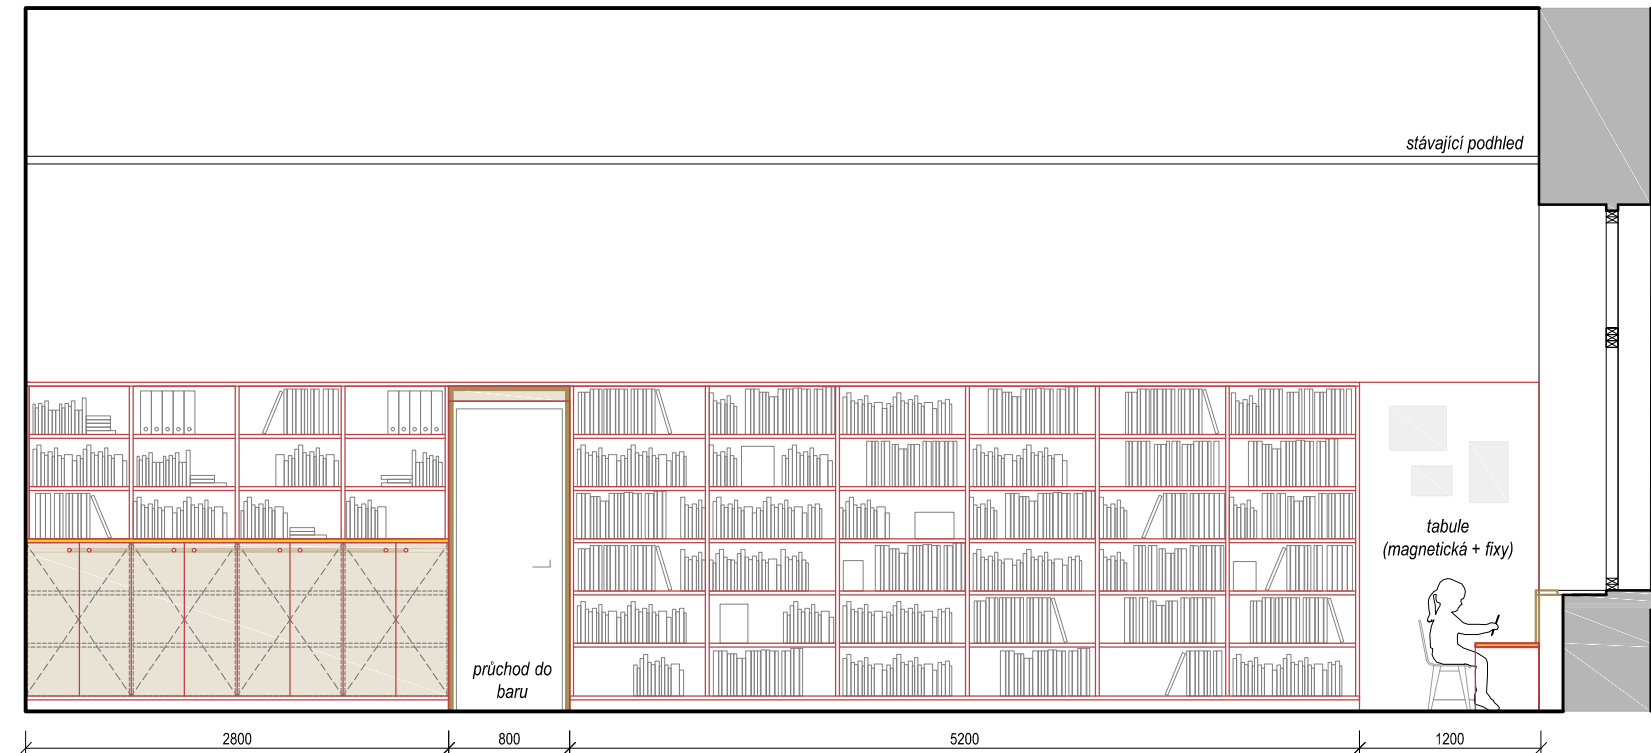 stávající podhled
tabule
(magnetická + fixy)
průchod do
baru
2800
800
5200
1200